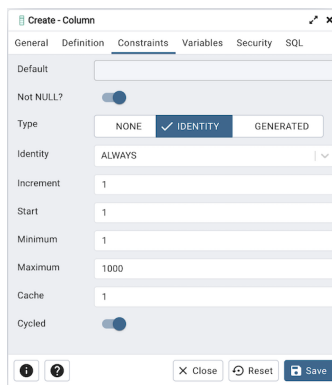 Create - Column
General Definition Constraints Variables Security SQL
Default
Not NULL?
Type NONE IDENTITY GENERATED
Identity ALWAYS
Increment 1
Start 1
Minimum 1
Maximum 1000
Cache 1
Cycled
Close Reset Save